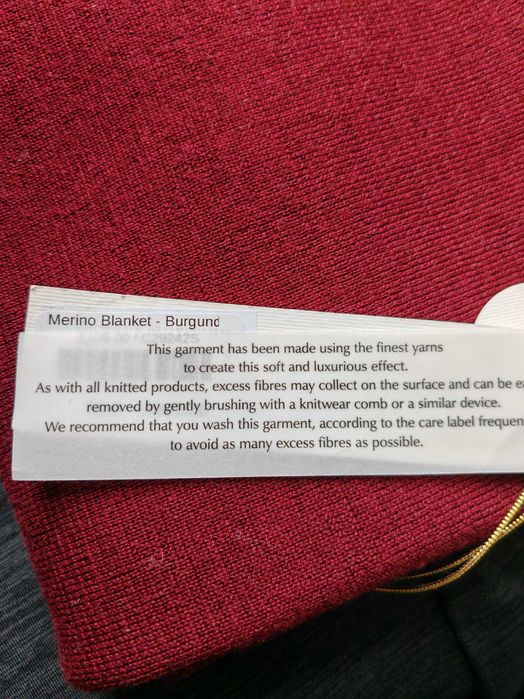 Merino Blanket - Burgund
This garment has been made using the finest yarns
to create this soft and luxurious effect.
As with all knitted products, excess fibres may collect on the surface and can be ea
removed by gently brushing with a knitwear comb or a similar device.
We recommend that you wash this garment, according to the care label frequen
to avoid as many excess fibres as possible.